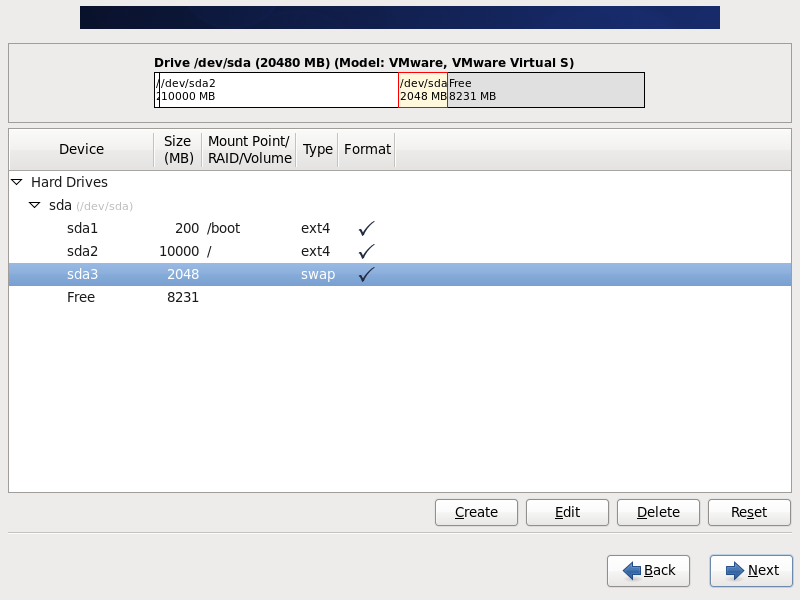 Drive /dev/sda (20480 MB) (Model: VMware, VMware Virtual S)
/dev/sda2 /dev/sda Free
10000 MB 2048 MB 8231 MB
Device Size (MB) Mount Point/ RAID/Volume Type Format
Hard Drives
sda (/dev/sda)
sda1 200 /boot ext4
sda2 10000 / ext4
sda3 2048 swap
Free 8231
Create Edit Delete Reset
Back Next